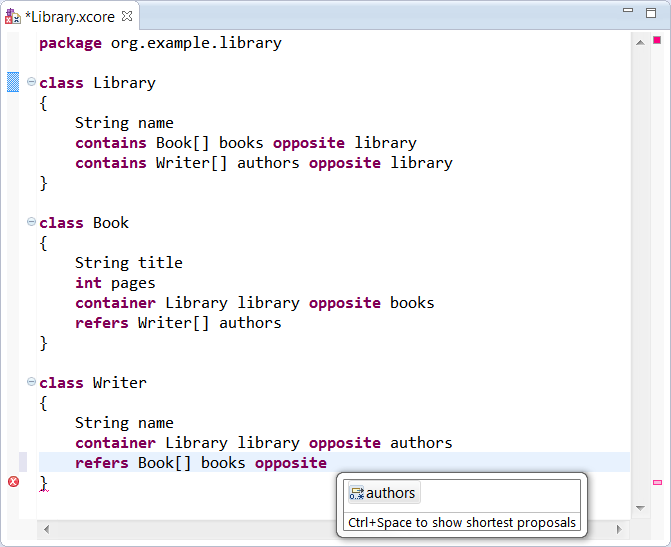 *Library.xcore
package org.example.library
class Library
{
String name
contains Book[] books opposite library
contains Writer[] authors opposite library
}
class Book
{
String title
int pages
container Library library opposite books
refers Writer[] authors
}
class Writer
{
String name
container Library library opposite authors
refers Book[] books opposite
}
0..* authors
Ctrl+Space to show shortest proposals